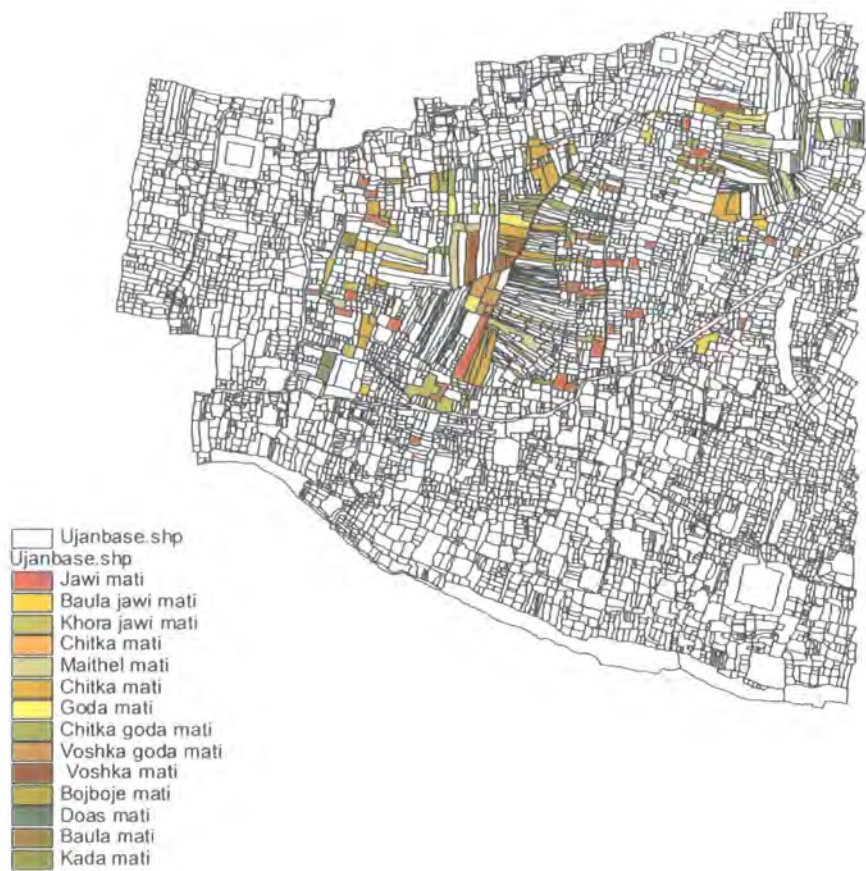 Ujanbase.shp
Ujanbase.shp
Jawi mati
Baula jawi mati
Khora jawi mati
Chitka mati
Maithel mati
Chitka mati
Goda mati
Chitka goda mati
Voshka goda mati
Voshka mati
Bojboje mati
Doas mati
Baula mati
Kada mati